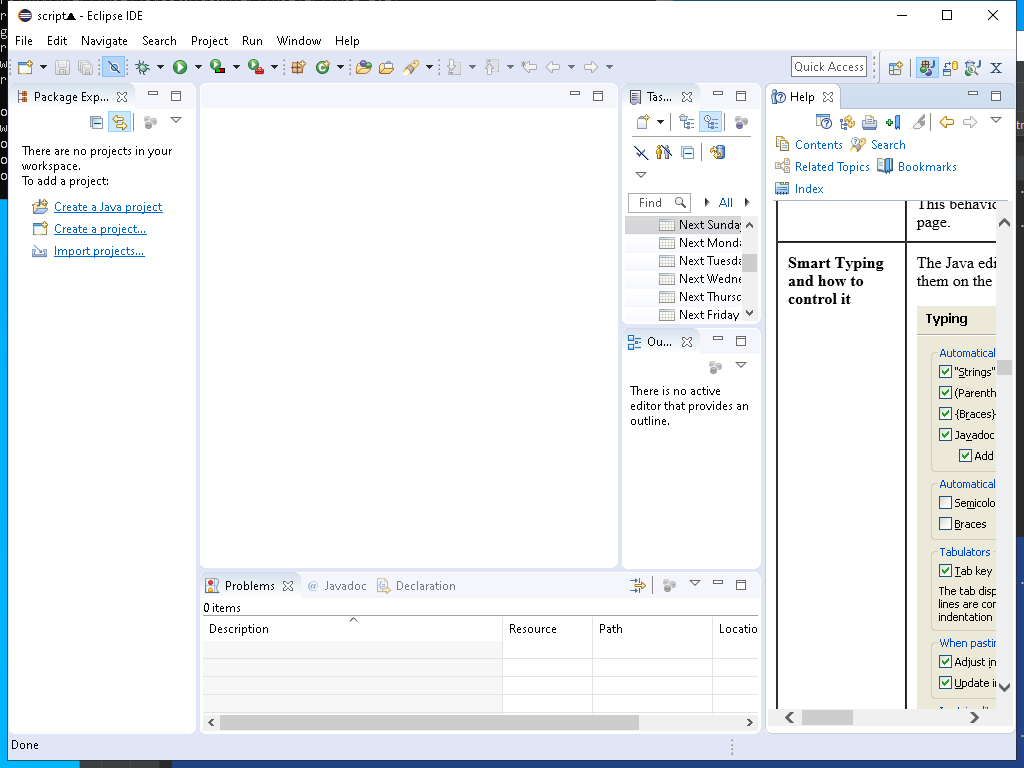 script▲ - Eclipse IDE
File Edit Navigate Search Project Run Window Help
Quick Access
Package Exp...
There are no projects in your
workspace.
To add a project:
Create a Java project
Create a project...
Import projects...
Tas...
Find
All
Next Sunday
Next Monda
Next Tuesda
Next Wedne
Next Thursd
Next Friday
Ou...
There is no active
editor that provides an
outline.
Problems Javadoc Declaration
0 items
Description Resource Path Locatio
Help
Contents Search
Related Topics Bookmarks
Index
This behavio
page.
Smart Typing
and how to
control it
The Java edi
them on the
Typing
Automatical
"Strings"
(Parenth
{Braces}
Javadoc
Add
Automatical
Semicolo
Braces
Tabulators
Tab key
The tab disp
lines are cor
indentation
When pastin
Adjust in
Update i
Done